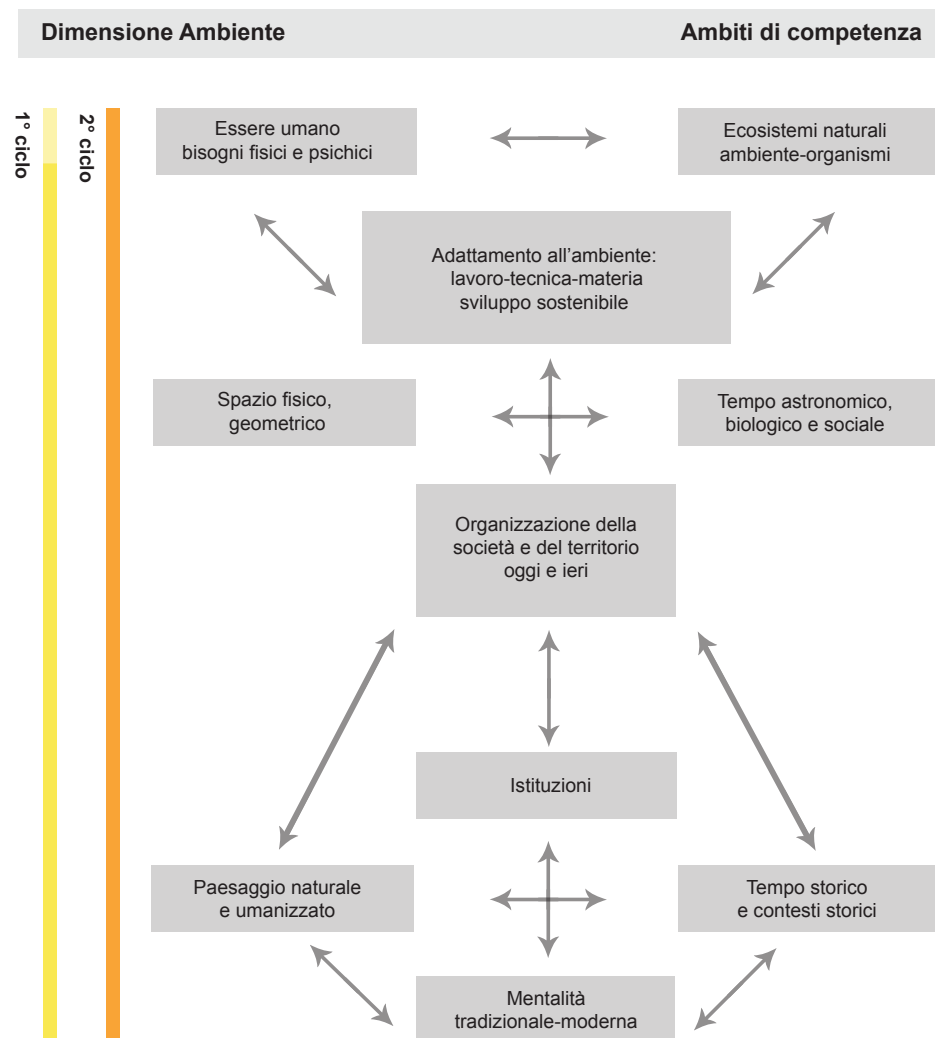 Dimensione Ambiente
Ambiti di competenza
1° ciclo
2° ciclo
Essere umano
bisogni fisici e psichici
Ecosistemi naturali
ambiente-organismi
Adattamento all’ambiente:
lavoro-tecnica-materia
sviluppo sostenibile
Spazio fisico,
geometrico
Tempo astronomico,
biologico e sociale
Organizzazione della
società e del territorio
oggi e ieri
Istituzioni
Paesaggio naturale
e umanizzato
Tempo storico
e contesti storici
Mentalità
tradizionale-moderna